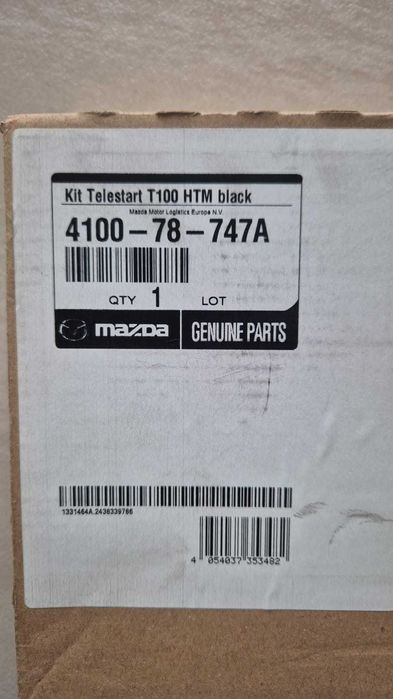 Kit Telestart T100 HTM black
Mazda Motor Logistics Europe N.V.
4100-78-747A
QTY 1 LOT
mazda GENUINE PARTS
1331464A.2436339766
4 054037 353482